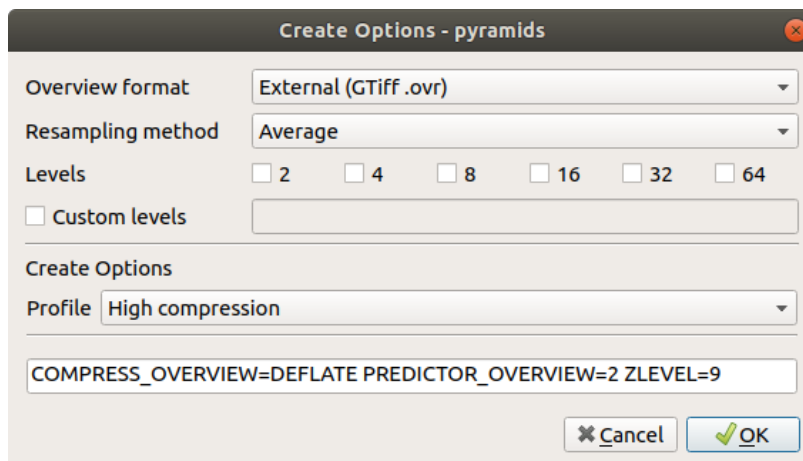 Create Options - pyramids
Overview format External (GTiff .ovr)
Resampling method Average
Levels 2 4 8 16 32 64
Custom levels
Create Options
Profile High compression
COMPRESS_OVERVIEW=DEFLATE PREDICTOR_OVERVIEW=2 ZLEVEL=9
Cancel OK